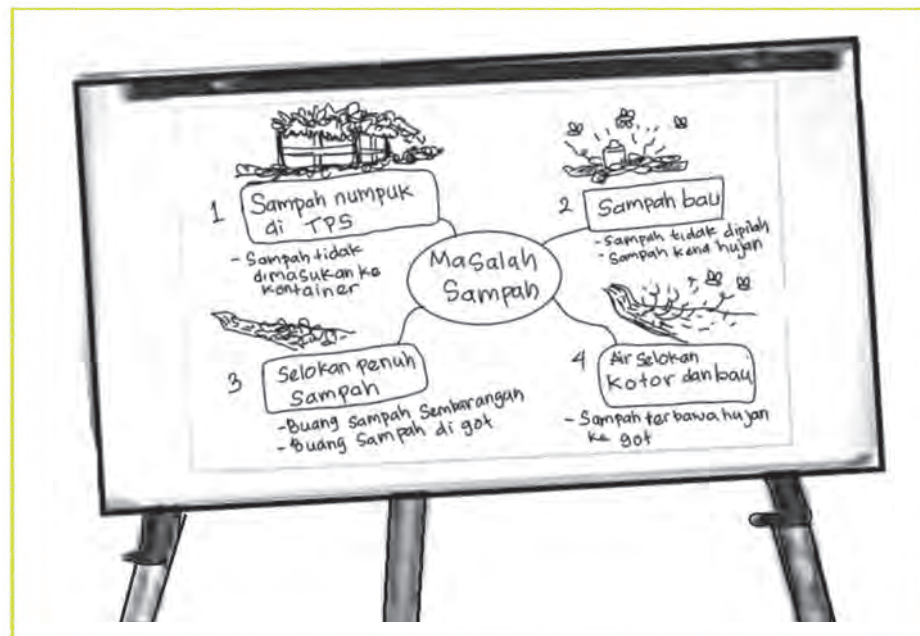 Masalah
Sampah
1
Sampah numpuk
di TPS
- Sampah tidak
dimasukan ke
kontainer
2
Sampah bau
- Sampah tidak dipilah
- Sampah kena hujan
3
Selokan penuh
Sampah
- Buang sampah sembarangan
- Buang sampah di got
4
Air selokan
kotor dan bau
- Sampah terbawa hujan
ke got